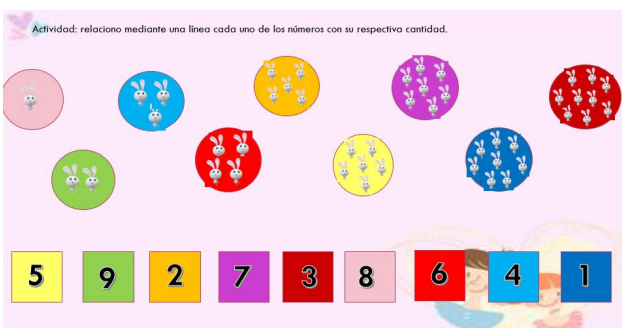 Actividad: relaciono mediante una línea cada uno de los números con su respectiva cantidad.
5 9 2 7 3 8 6 4 1